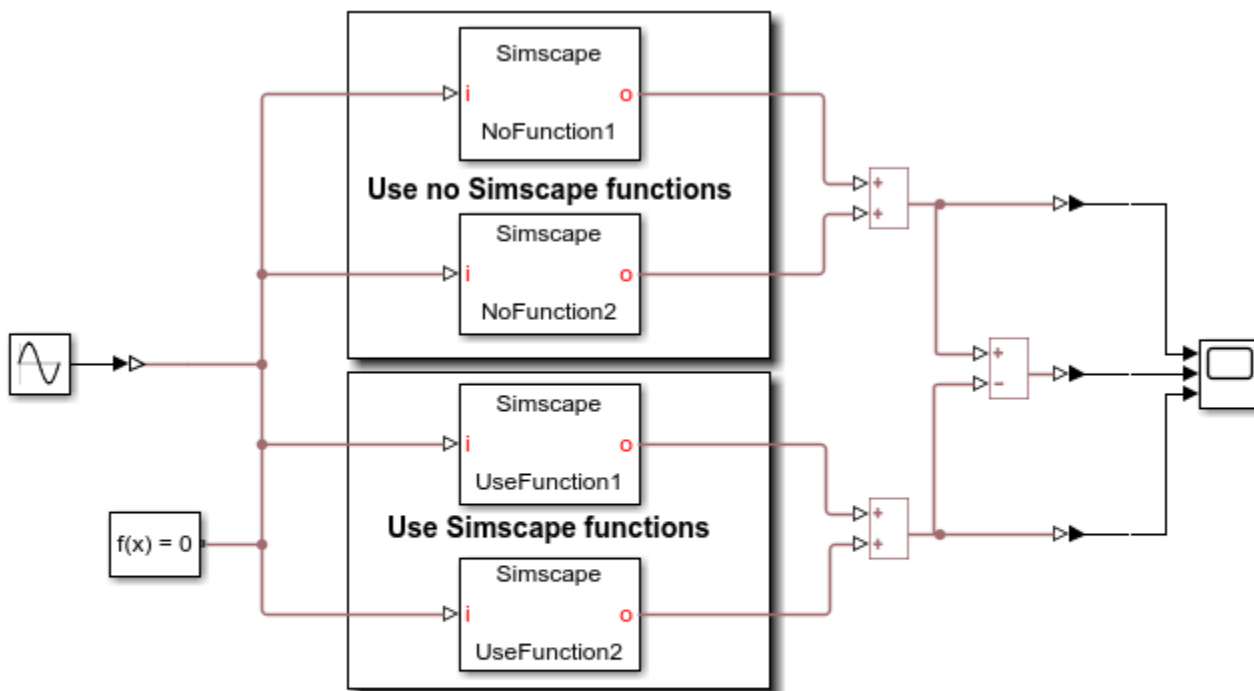 Simscape
i
o
NoFunction1
Use no Simscape functions
Simscape
i
o
NoFunction2
+
+
+
−
Simscape
i
o
UseFunction1
Use Simscape functions
f(x) = 0
Simscape
i
o
UseFunction2
+
+